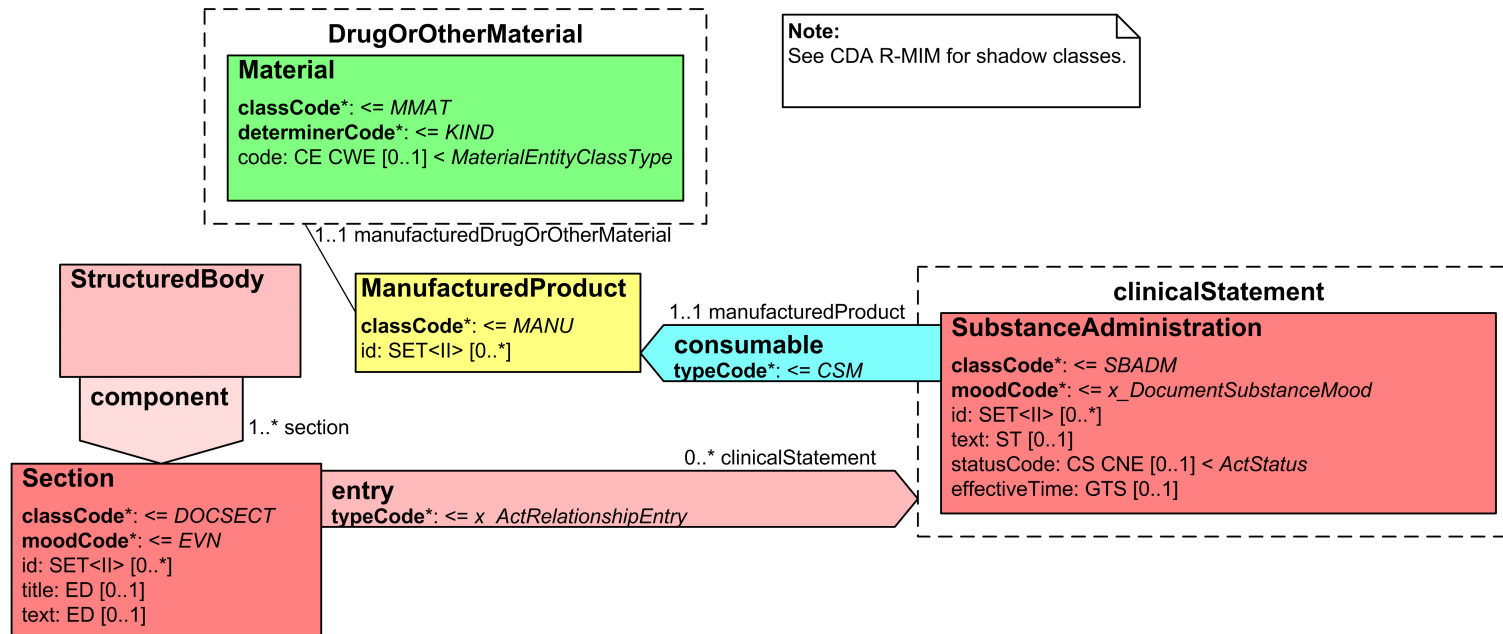 DrugOrOtherMaterial
Material
classCode*: <= MMAT
determinerCode*: <= KIND
code: CE CWE [0..1] < MaterialEntityClassType
Note:
See CDA R-MIM for shadow classes.
1..1 manufacturedDrugOrOtherMaterial
StructuredBody
ManufacturedProduct
classCode*: <= MANU
id: SET<II> [0..*]
1..1 manufacturedProduct
consumable
typeCode*: <= CSM
clinicalStatement
SubstanceAdministration
classCode*: <= SBADM
moodCode*: <= x_DocumentSubstanceMood
id: SET<II> [0..*]
text: ST [0..1]
statusCode: CS CNE [0..1] < ActStatus
effectiveTime: GTS [0..1]
component
1..* section
Section
classCode*: <= DOCSECT
moodCode*: <= EVN
id: SET<II> [0..*]
title: ED [0..1]
text: ED [0..1]
0..* clinicalStatement
entry
typeCode*: <= x_ActRelationshipEntry